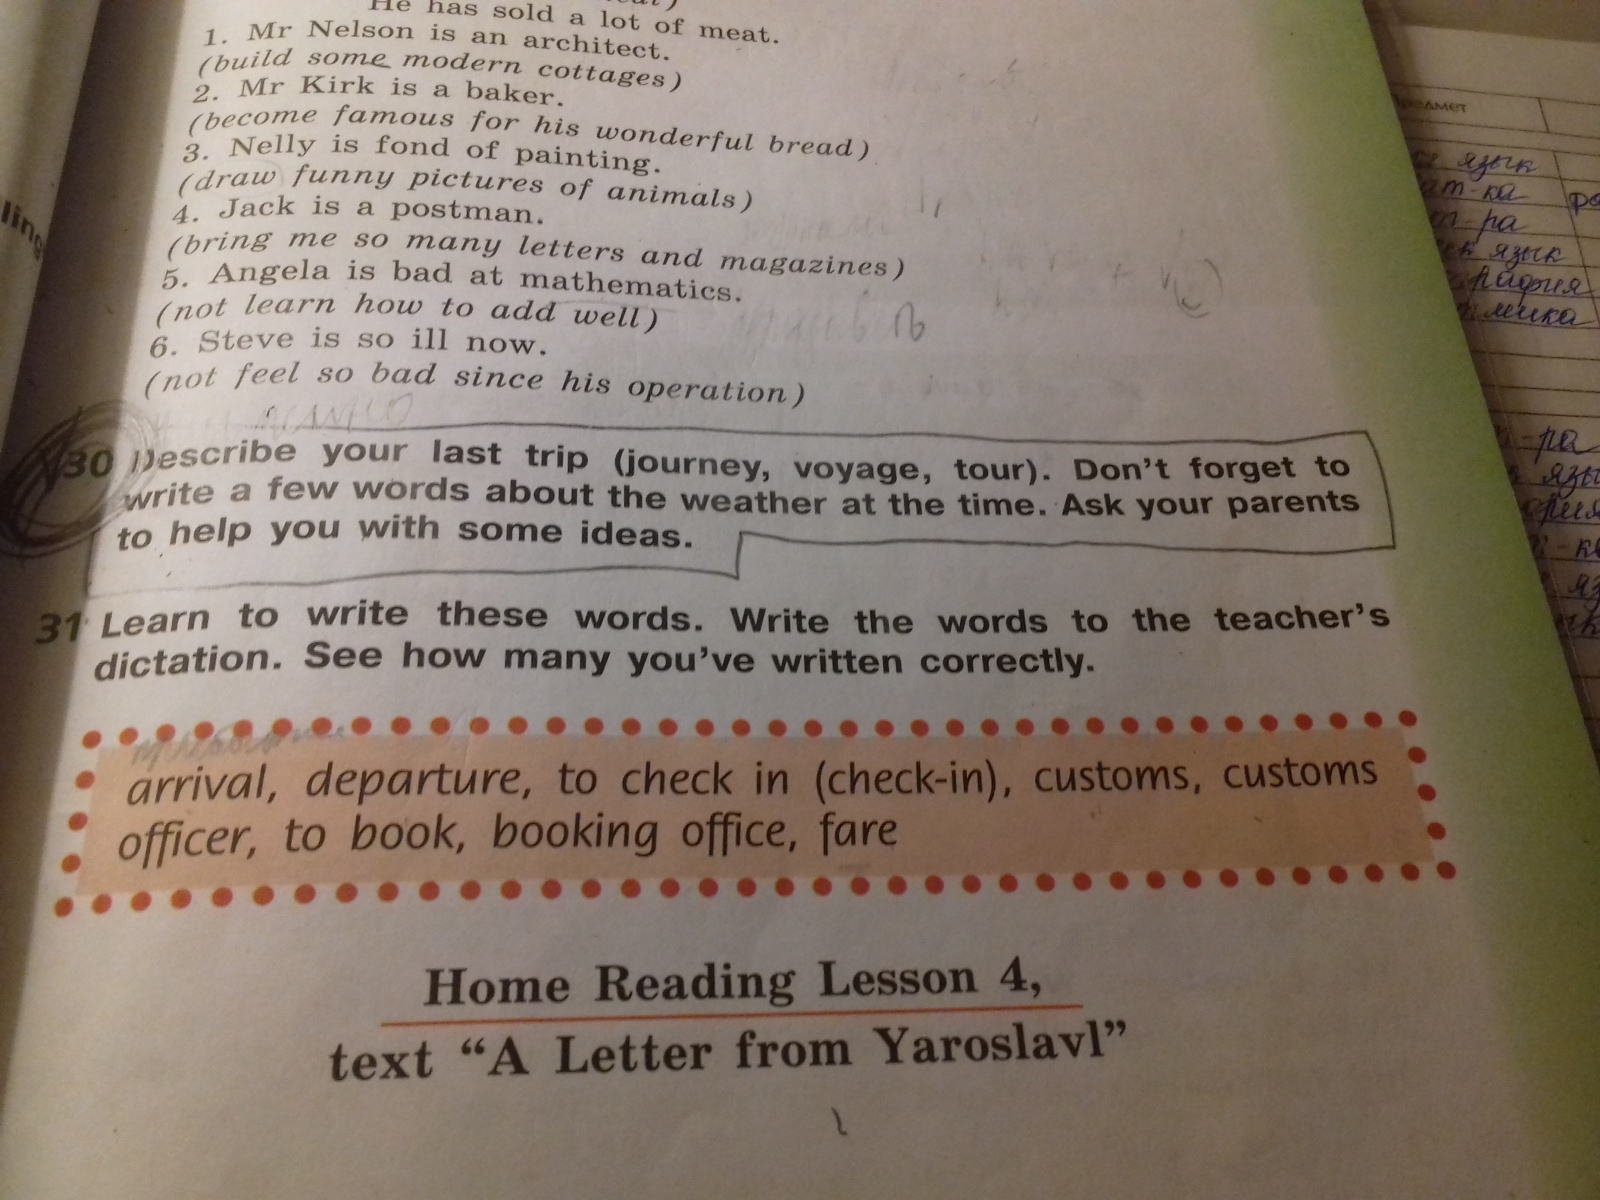 He has sold a lot of meat.
1. Mr Nelson is an architect.
(build some modern cottages)
2. Mr Kirk is a baker.
(become famous for his wonderful bread)
3. Nelly is fond of painting.
(draw funny pictures of animals)
4. Jack is a postman.
(bring me so many letters and magazines)
5. Angela is bad at mathematics.
(not learn how to add well)
6. Steve is so ill now.
(not feel so bad since his operation)
30 Describe your last trip (journey, voyage, tour). Don't forget to
write a few words about the weather at the time. Ask your parents
to help you with some ideas.
31 Learn to write these words. Write the words to the teacher's
dictation. See how many you've written correctly.
arrival, departure, to check in (check-in), customs, customs
officer, to book, booking office, fare
Home Reading Lesson 4,
text “A Letter from Yaroslavl”
язык
язык